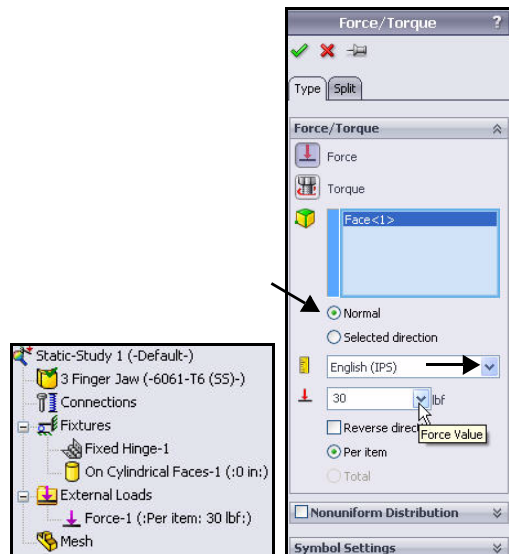 Force/Torque ?
Type Split
Force/Torque
Force
Torque
Face<1>
Normal
Selected direction
English (IPS)
30 lbf
Reverse direc
Force Value
Per item
Total
Nonuniform Distribution
Symbol Settings
Static-Study 1 (-Default-)
3 Finger Jaw (-6061-T6 (SS)-)
Connections
Fixtures
Fixed Hinge-1
On Cylindrical Faces-1 (:0 in:)
External Loads
Force-1 (:Per item: 30 lbf:)
Mesh